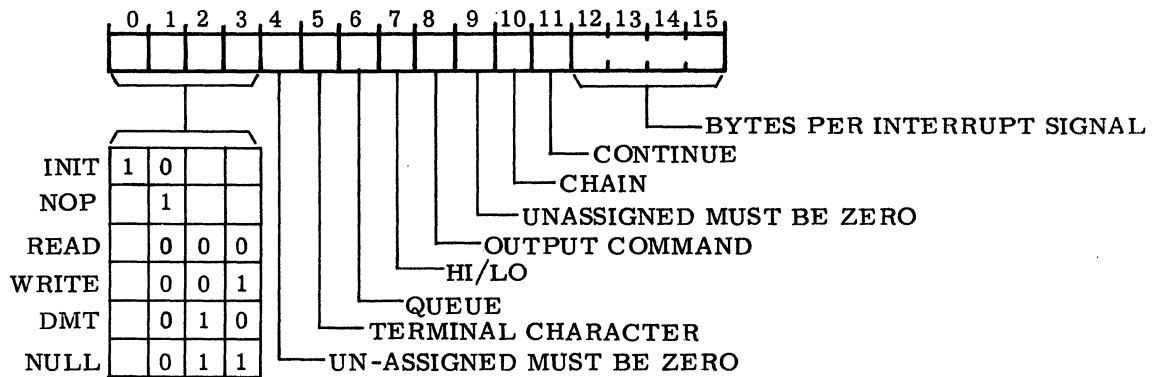 0 1 2 3 4 5 6 7 8 9 10 11 12 13 14 15
BYTES PER INTERRUPT SIGNAL
CONTINUE
INIT 1 0
CHAIN
NOP 1
UNASSIGNED MUST BE ZERO
READ 0 0 0
OUTPUT COMMAND
HI/LO
WRITE 0 0 1
QUEUE
DMT 0 1 0
TERMINAL CHARACTER
NULL 0 1 1
UN-ASSIGNED MUST BE ZERO